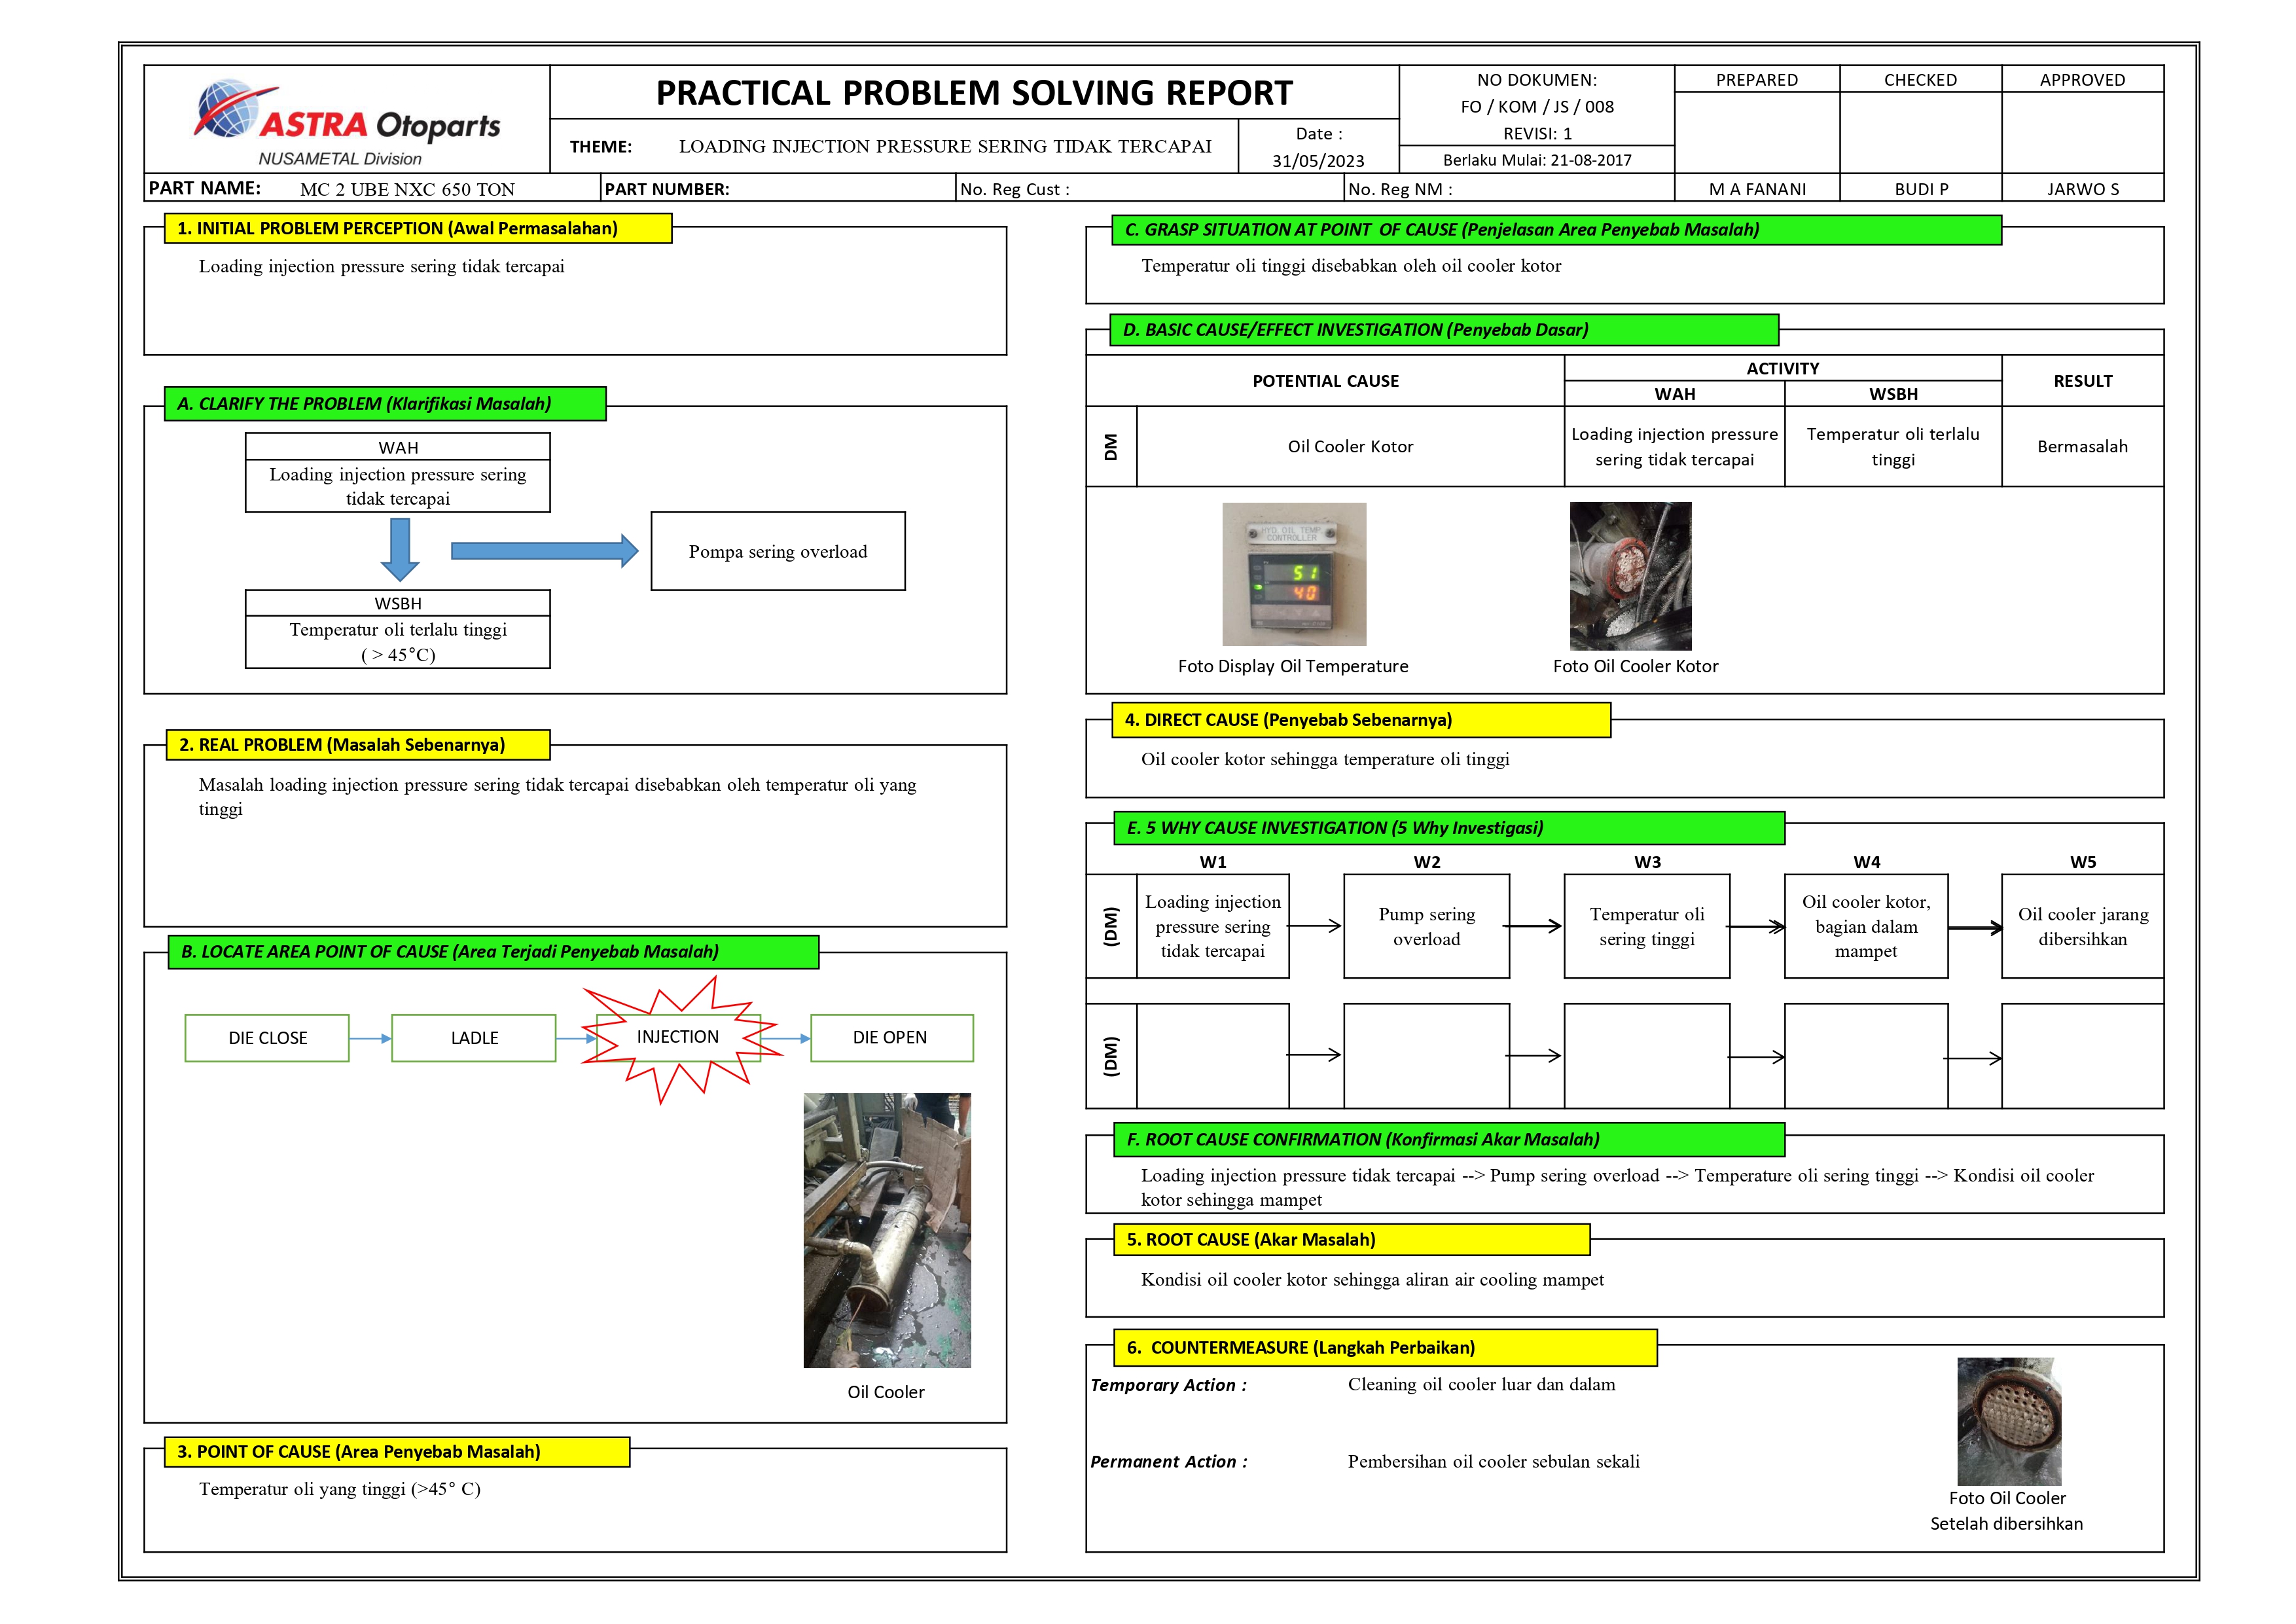 ASTRA Otoparts
NUSAMETAL Division
PRACTICAL PROBLEM SOLVING REPORT
THEME:
LOADING INJECTION PRESSURE SERING TIDAK TERCAPAI
Date :
31/05/2023
NO DOKUMEN:
FO / KOM / JS / 008
REVISI: 1
Berlaku Mulai: 21-08-2017
PREPARED
CHECKED
APPROVED
PART NAME:
MC 2 UBE NXC 650 TON
PART NUMBER:
No. Reg Cust :
No. Reg NM :
M A FANANI
BUDI P
JARWO S
1. INITIAL PROBLEM PERCEPTION (Awal Permasalahan)
Loading injection pressure sering tidak tercapai
A. CLARIFY THE PROBLEM (Klarifikasi Masalah)
WAH
Loading injection pressure sering
tidak tercapai
Pompa sering overload
WSBH
Temperatur oli terlalu tinggi
( > 45°C)
2. REAL PROBLEM (Masalah Sebenarnya)
Masalah loading injection pressure sering tidak tercapai disebabkan oleh temperatur oli yang
tinggi
B. LOCATE AREA POINT OF CAUSE (Area Terjadi Penyebab Masalah)
DIE CLOSE
LADLE
INJECTION
DIE OPEN
Oil Cooler
3. POINT OF CAUSE (Area Penyebab Masalah)
Temperatur oli yang tinggi (>45° C)
C. GRASP SITUATION AT POINT  OF CAUSE (Penjelasan Area Penyebab Masalah)
Temperatur oli tinggi disebabkan oleh oil cooler kotor
D. BASIC CAUSE/EFFECT INVESTIGATION (Penyebab Dasar)
POTENTIAL CAUSE
ACTIVITY
WAH
WSBH
RESULT
DM
Oil Cooler Kotor
Loading injection pressure
sering tidak tercapai
Temperatur oli terlalu
tinggi
Bermasalah
HYD. OIL TEMP
CONTROLLER
51
40
Foto Display Oil Temperature
Foto Oil Cooler Kotor
4. DIRECT CAUSE (Penyebab Sebenarnya)
Oil cooler kotor sehingga temperature oli tinggi
E. 5 WHY CAUSE INVESTIGATION (5 Why Investigasi)
W1
W2
W3
W4
W5
(DM)
Loading injection
pressure sering
tidak tercapai
Pump sering
overload
Temperatur oli
sering tinggi
Oil cooler kotor,
bagian dalam
mampet
Oil cooler jarang
dibersihkan
(DM)
F. ROOT CAUSE CONFIRMATION (Konfirmasi Akar Masalah)
Loading injection pressure tidak tercapai --> Pump sering overload --> Temperature oli sering tinggi --> Kondisi oil cooler
kotor sehingga mampet
5. ROOT CAUSE (Akar Masalah)
Kondisi oil cooler kotor sehingga aliran air cooling mampet
6.  COUNTERMEASURE (Langkah Perbaikan)
Temporary Action :
Cleaning oil cooler luar dan dalam
Permanent Action :
Pembersihan oil cooler sebulan sekali
Foto Oil Cooler
Setelah dibersihkan